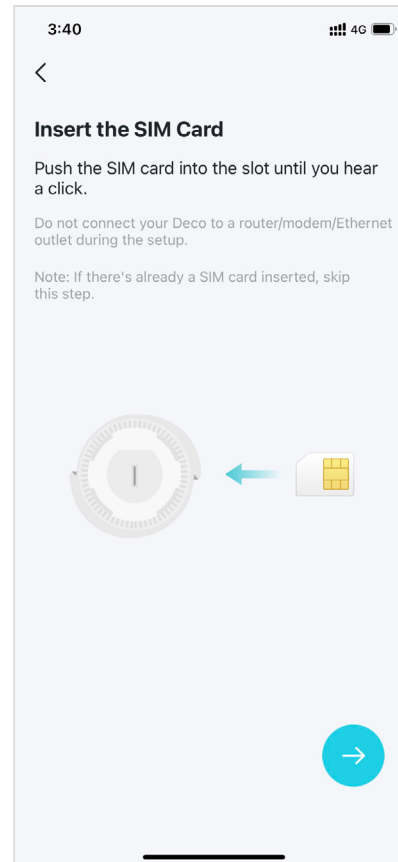 3:40
4G
Insert the SIM Card
Push the SIM card into the slot until you hear
a click.
Do not connect your Deco to a router/modem/Ethernet
outlet during the setup.
Note: If there's already a SIM card inserted, skip
this step.